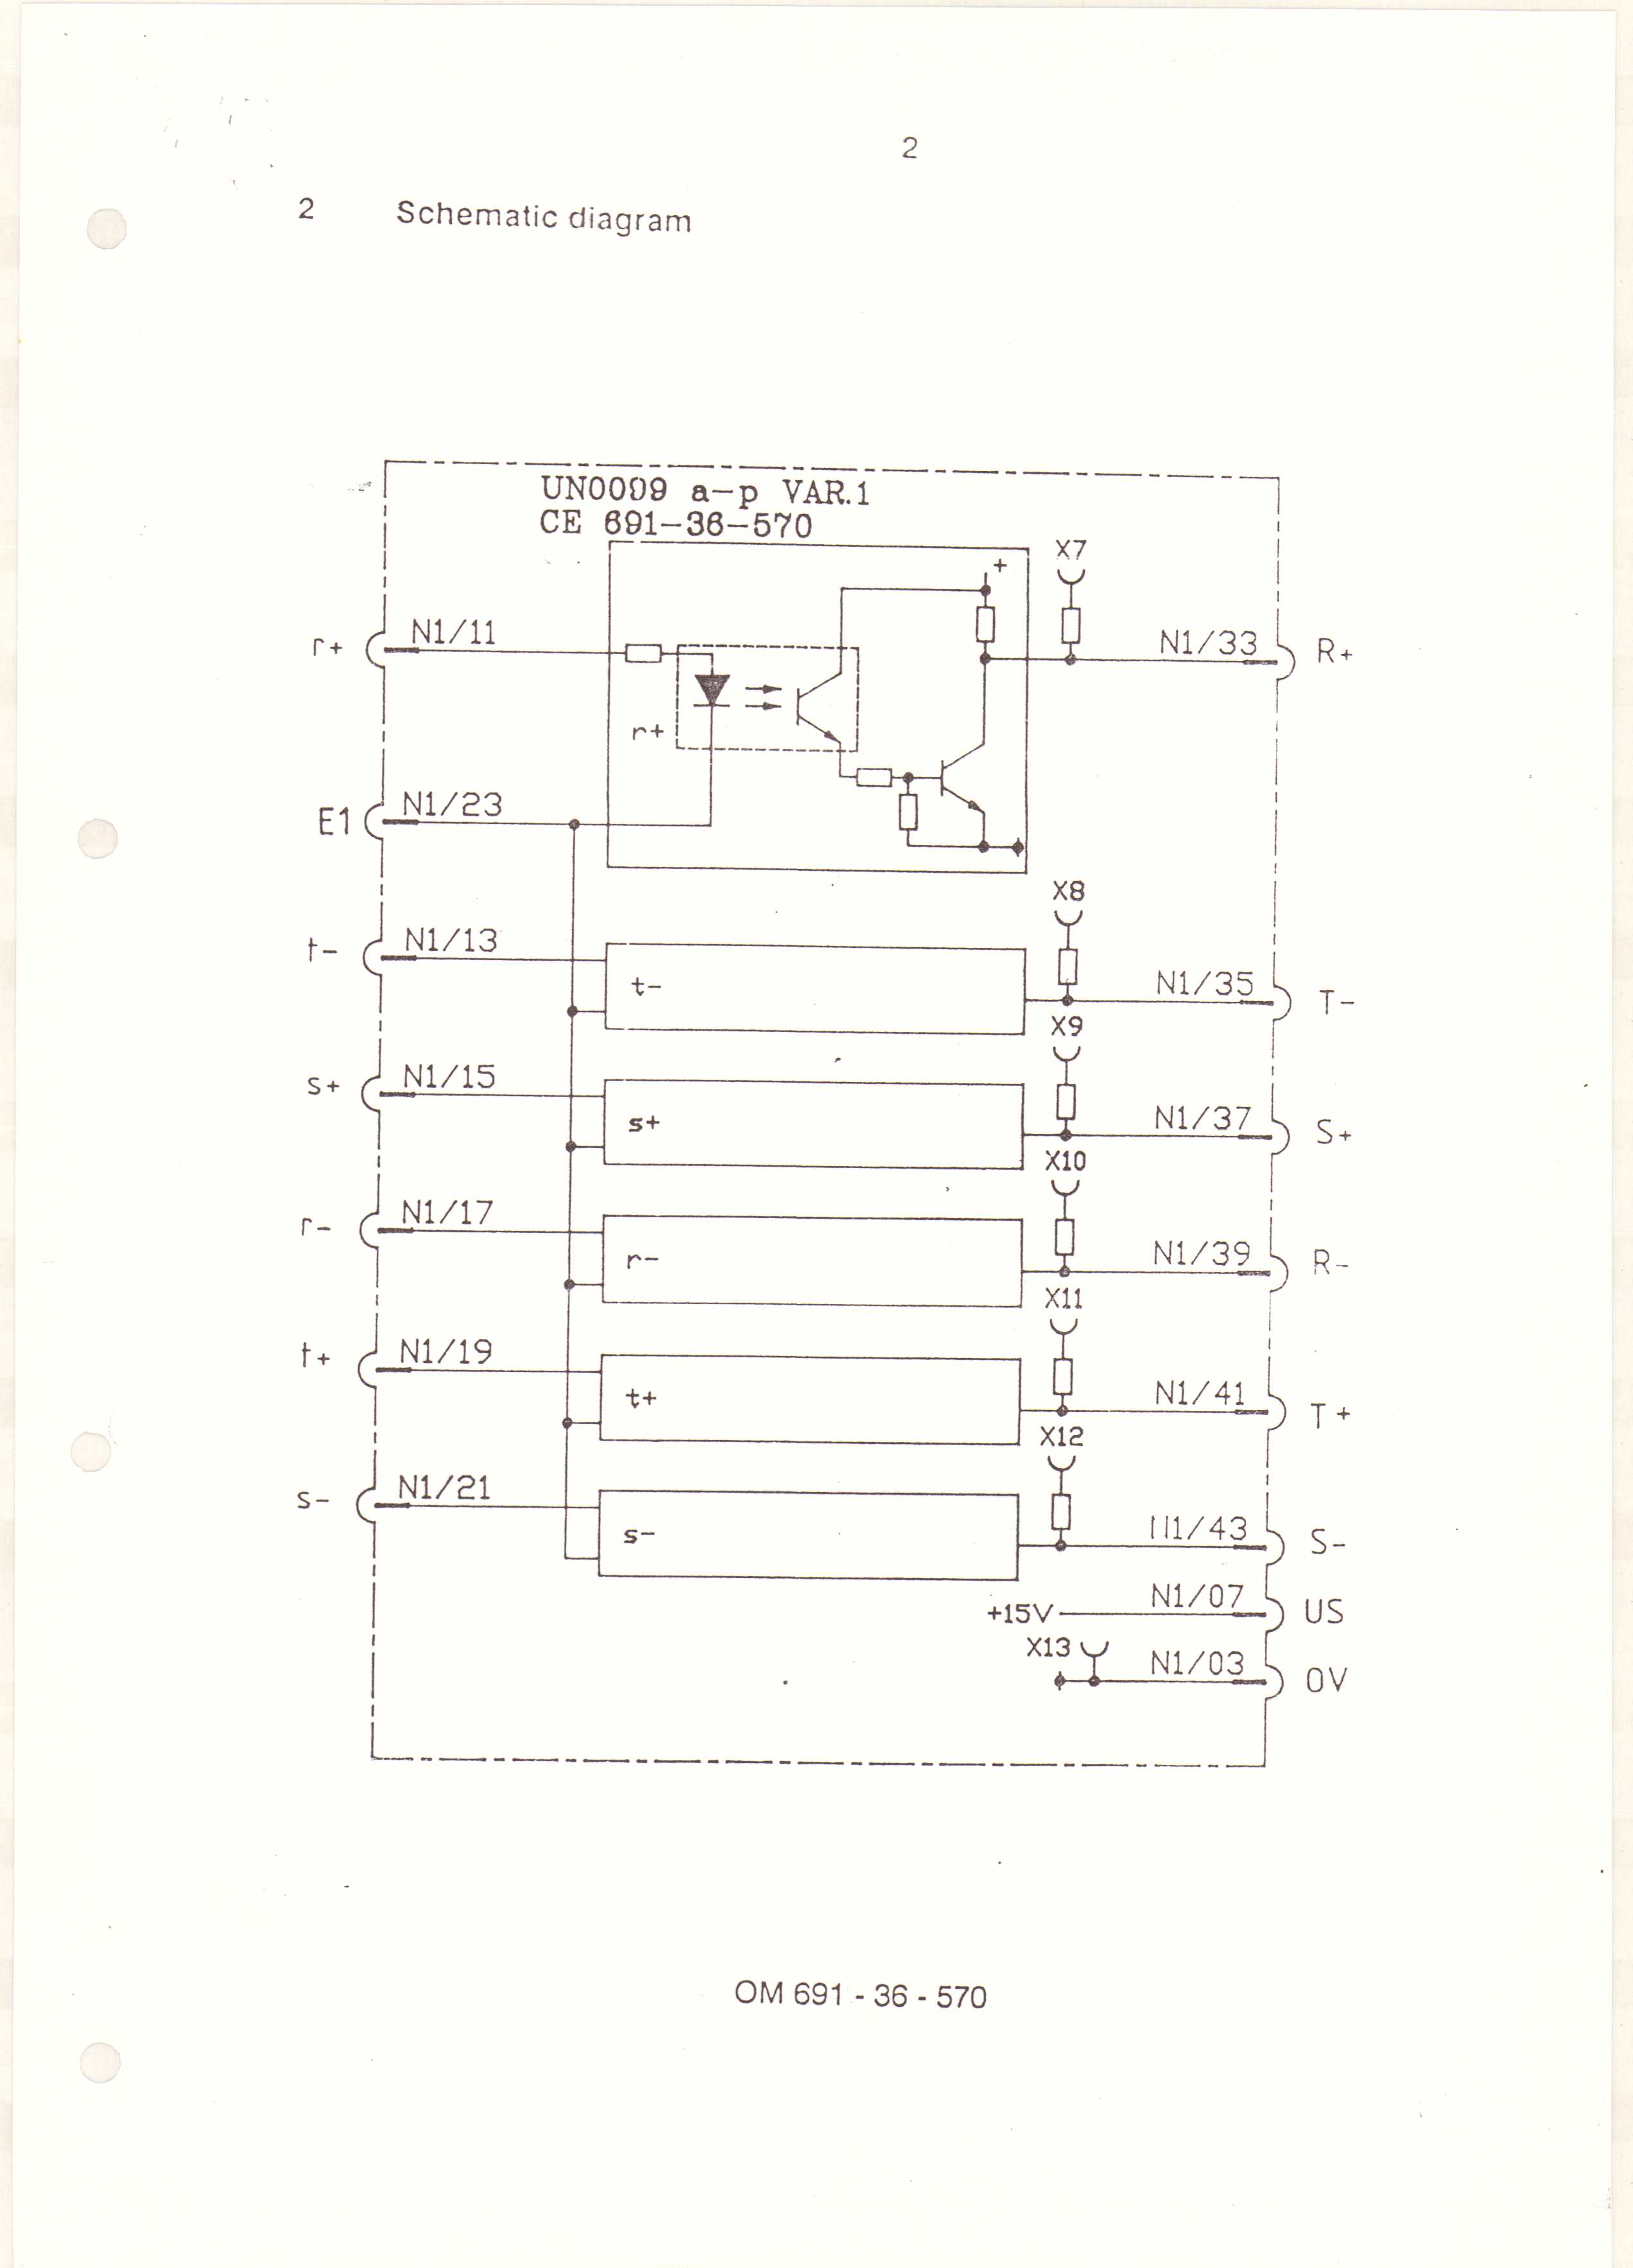 2
2 Schematic diagram
UN0009 a-p VAR.1
CE 691-36-570
X7
+
r+ N1/11 N1/33 R+
r+
E1 N1/23
X8
t- N1/13
t- N1/35 T-
X9
s+ N1/15
s+ N1/37 S+
X10
r- N1/17
r- N1/39 R-
X11
t+ N1/19
t+ N1/41 T+
X12
s- N1/21
s- N1/43 S-
+15V N1/07 US
X13 N1/03 0V
OM 691 - 36 - 570